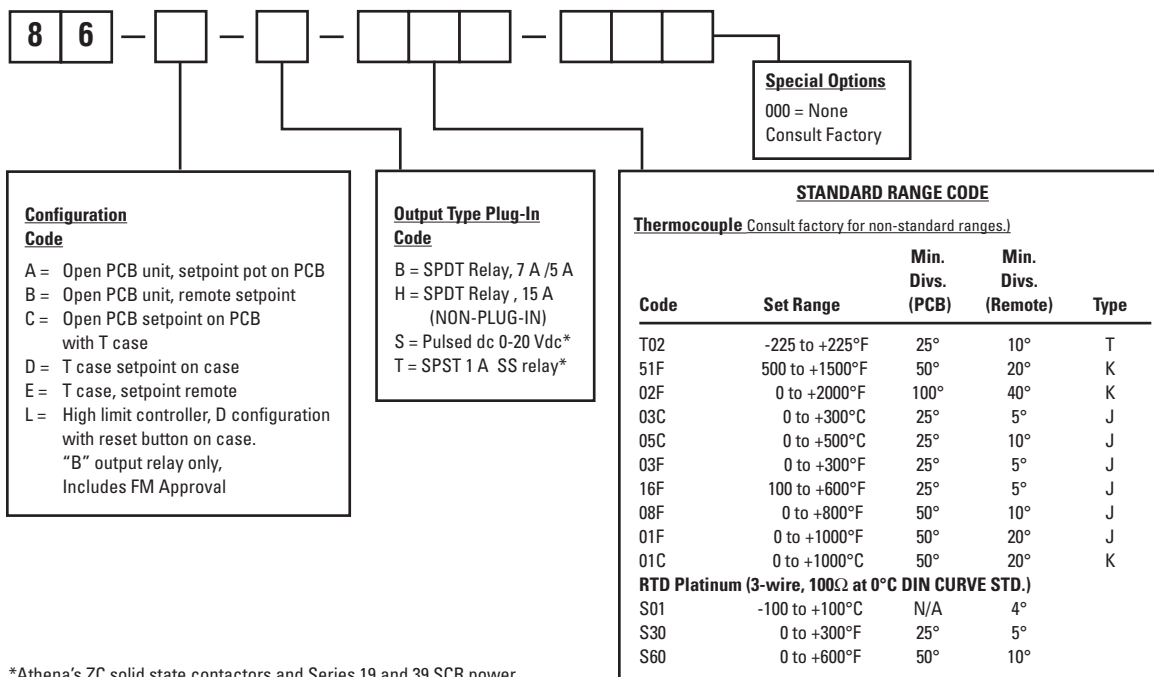 8 6 — — —
Special Options
000 = None
Consult Factory
Configuration
Code
A = Open PCB unit, setpoint pot on PCB
B = Open PCB unit, remote setpoint
C = Open PCB setpoint on PCB
with T case
D = T case setpoint on case
E = T case, setpoint remote
L = High limit controller, D configuration
with reset button on case.
"B" output relay only,
Includes FM Approval
Output Type Plug-In
Code
B = SPDT Relay, 7 A /5 A
H = SPDT Relay , 15 A
(NON-PLUG-IN)
S = Pulsed dc 0-20 Vdc*
T = SPST 1 A SS relay*
STANDARD RANGE CODE
Thermocouple Consult factory for non-standard ranges.)
Min. Min.
Divs. Divs.
Code Set Range (PCB) (Remote) Type
T02 -225 to +225°F 25° 10° T
51F 500 to +1500°F 50° 20° K
02F 0 to +2000°F 100° 40° K
03C 0 to +300°C 25° 5° J
05C 0 to +500°C 25° 10° J
03F 0 to +300°F 25° 5° J
16F 100 to +600°F 25° 5° J
08F 0 to +800°F 50° 10° J
01F 0 to +1000°F 50° 20° J
01C 0 to +1000°C 50° 20° K
RTD Platinum (3-wire, 100Ω at 0°C DIN CURVE STD.)
S01 -100 to +100°C N/A 4°
S30 0 to +300°F 25° 5°
S60 0 to +600°F 50° 10°
*Athena's ZC solid state contactors and Series 19 and 39 SCR power